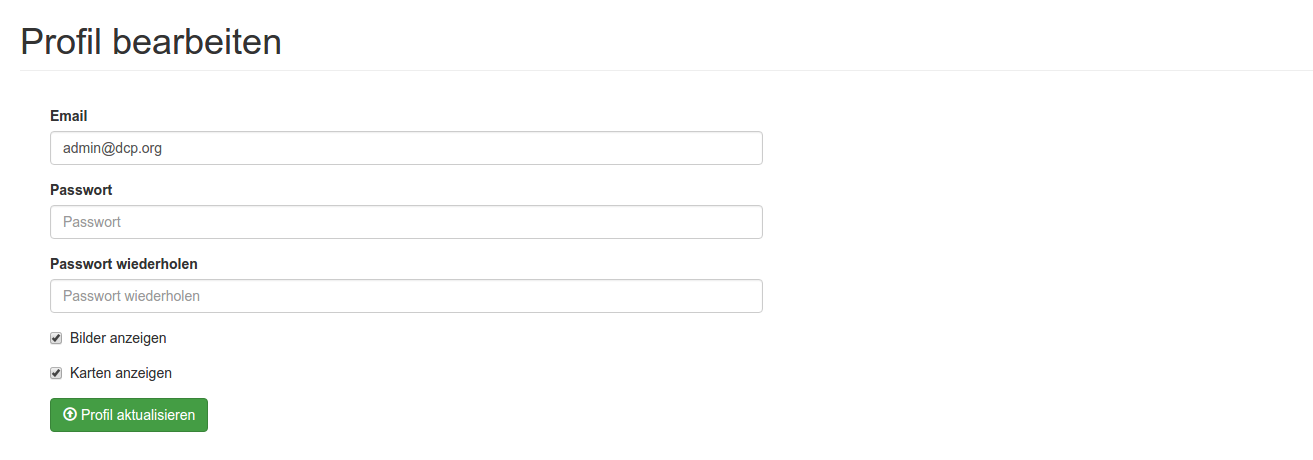 Profil bearbeiten
Email
admin@dcp.org
Passwort
Passwort
Passwort wiederholen
Passwort wiederholen
Bilder anzeigen
Karten anzeigen
Profil aktualisieren